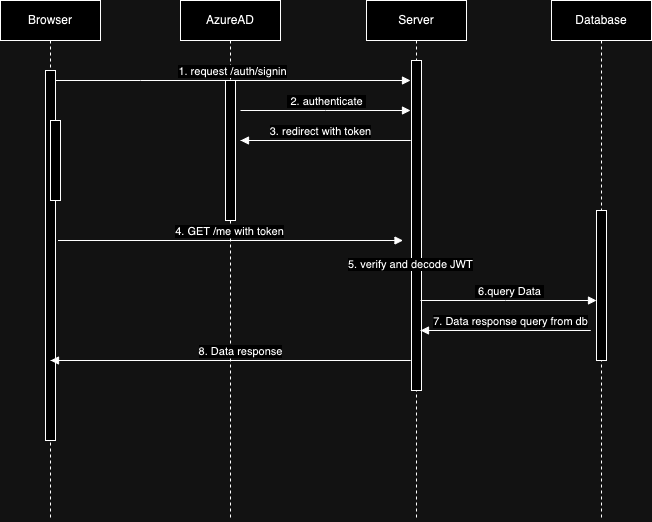 Browser
AzureAD
Server
Database
1. request /auth/signin
2. authenticate
3. redirect with token
4. GET /me with token
5. verify and decode JWT
6.query Data
7. Data response query from db
8. Data response